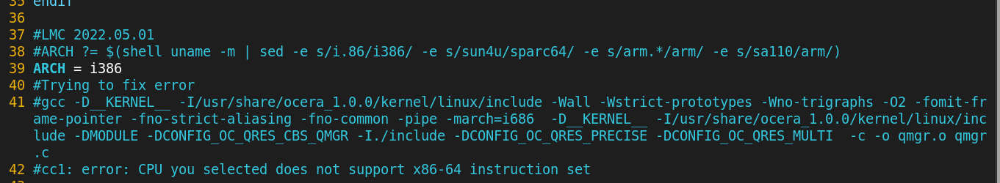 35 endif
36
37 #LMC 2022.05.01
38 #ARCH ?= $(shell uname -m | sed -e s/i.86/i386/ -e s/sun4u/sparc64/ -e s/arm.*/arm/ -e s/sa110/arm/)
39 ARCH = i386
40 #Trying to fix error
41 #gcc -D__KERNEL__ -I/usr/share/ocera_1.0.0/kernel/linux/include -Wall -Wstrict-prototypes -Wno-trigraphs -O2 -fomit-fr
ame-pointer -fno-strict-aliasing -fno-common -pipe -march=i686  -D__KERNEL__ -I/usr/share/ocera_1.0.0/kernel/linux/inc
lude -DMODULE -DCONFIG_OC_QRES_CBS_QMGR -I./include -DCONFIG_OC_QRES_PRECISE -DCONFIG_OC_QRES_MULTI  -c -o qmgr.o qmgr
.c
42 #cc1: error: CPU you selected does not support x86-64 instruction set